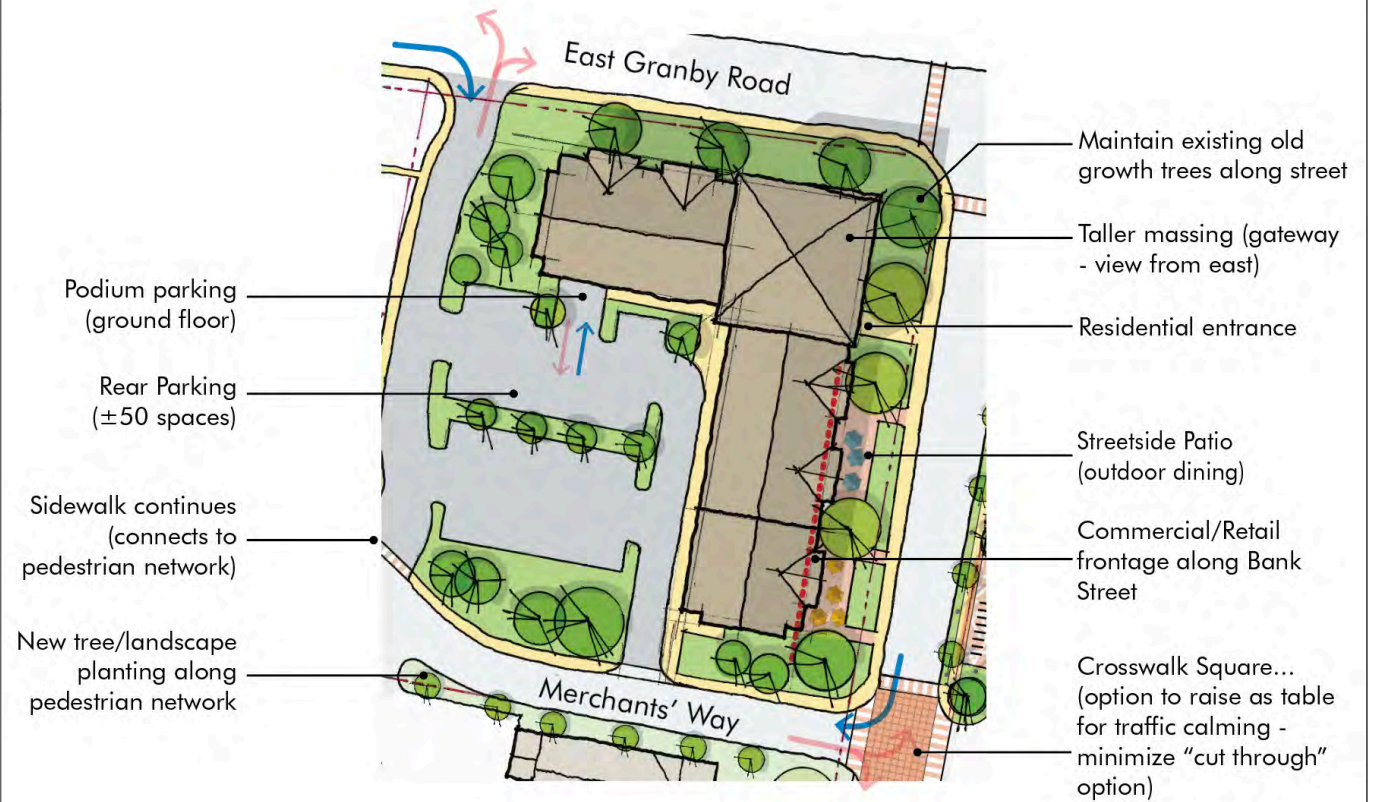 East Granby Road
Maintain existing old
growth trees along street
Taller massing (gateway
- view from east)
Residential entrance
Streetside Patio
(outdoor dining)
Commercial/Retail
frontage along Bank
Street
Crosswalk Square...
(option to raise as table
for traffic calming -
minimize “cut through”
option)
Podium parking
(ground floor)
Rear Parking
(±50 spaces)
Sidewalk continues
(connects to
pedestrian network)
New tree/landscape
planting along
pedestrian network
Merchants’ Way